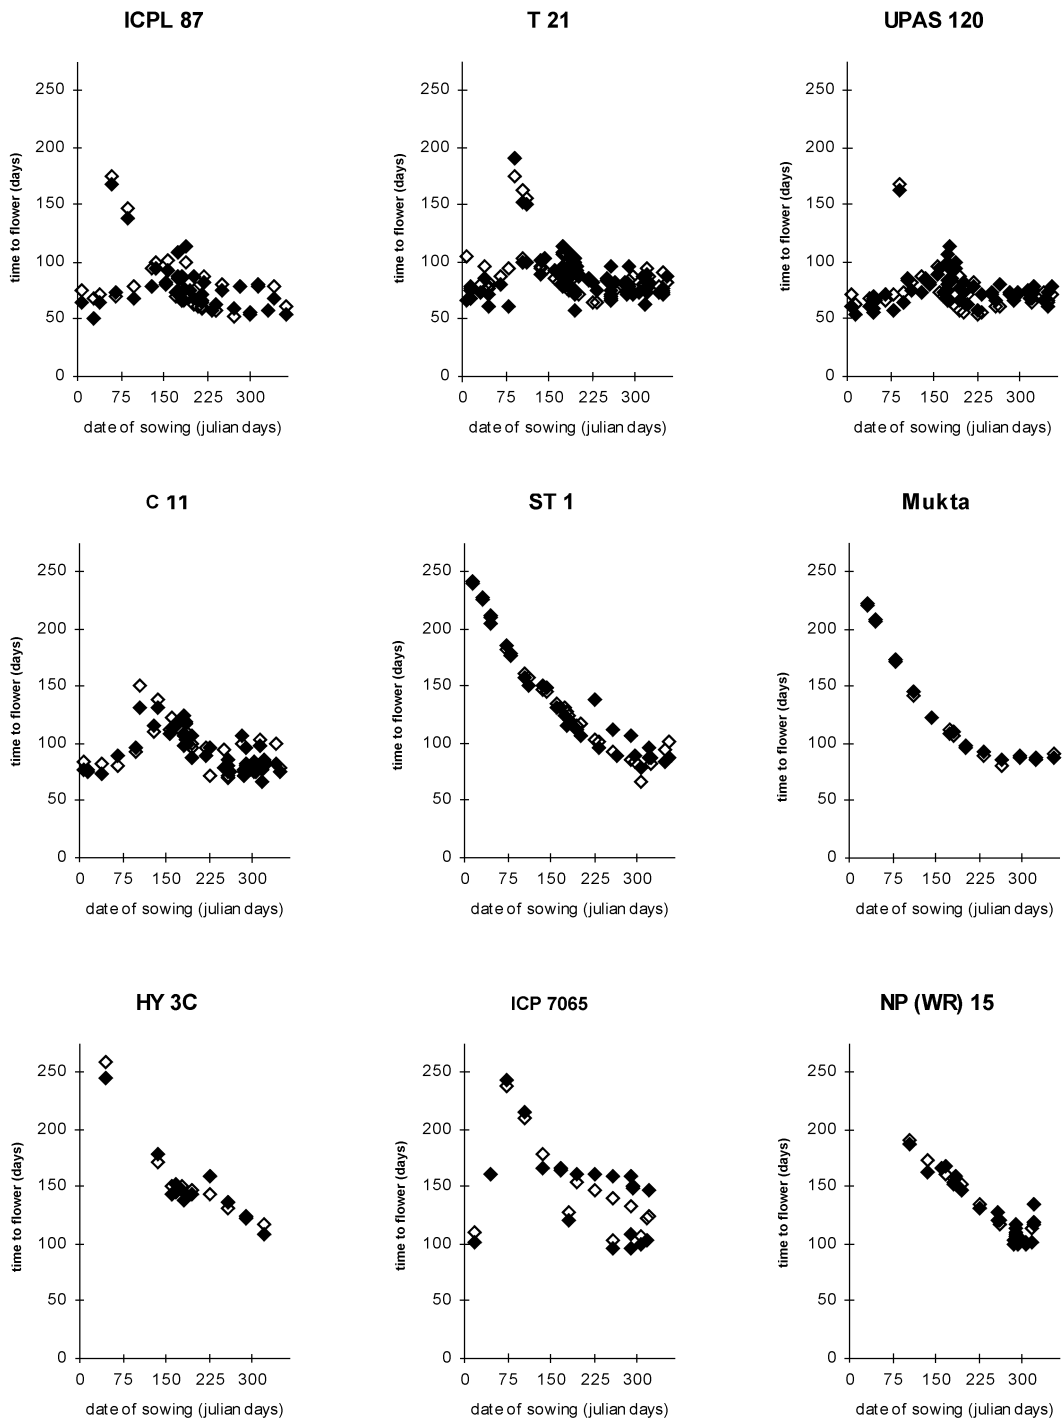 ICPL 87 T 21 UPAS 120
250 250 250
200 200 200
150 150 150
100 100 100
50 50 50
0 0 0
time to flower (days) time to flower (days) time to flower (days)
0 75 150 225 300 0 75 150 225 300 0 75 150 225 300
date of sowing (julian days) date of sowing (julian days) date of sowing (julian days)
C 11 ST 1 Mukta
250 250 250
200 200 200
150 150 150
100 100 100
50 50 50
0 0 0
time to flower (days) time to flower (days) time to flower (days)
0 75 150 225 300 0 75 150 225 300 0 75 150 225 300
date of sowing (julian days) date of sowing (julian days) date of sowing (julian days)
HY 3C ICP 7065 NP (WR) 15
250 250 250
200 200 200
150 150 150
100 100 100
50 50 50
0 0 0
time to flower (days) time to flower (days) time to flower (days)
0 75 150 225 300 0 75 150 225 300 0 75 150 225 300
date of sowing (julian days) date of sowing (julian days) date of sowing (julian days)